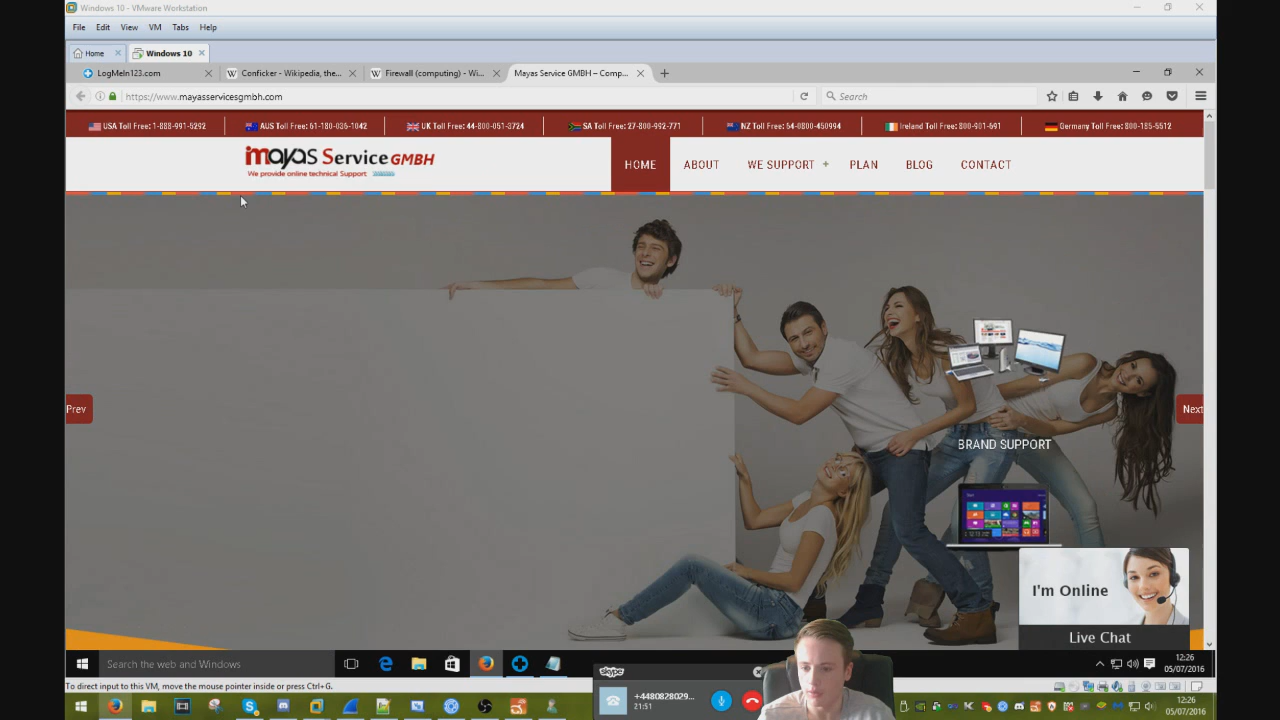 Windows 10 - VMware Workstation
File Edit View VM Tabs Help
Home Windows 10
LogMeIn123.com Conficker - Wikipedia, the... Firewall (computing) - Wi... Mayas Service GMBH – Comp...
https://www.mayasservicesgmbh.com Search
USA Toll Free: 1-888-991-5292 AUS Toll Free: 61-180-036-1042 UK Toll Free: 44-800-051-3724 SA Toll Free: 27-800-992-771 NZ Toll Free: 64-0800-450994 Ireland Toll Free: 800-901-691 Germany Toll Free: 800-185-5512
mayas Service GMBH
We provide online technical Support
HOME ABOUT WE SUPPORT + PLAN BLOG CONTACT
Prev
Next
BRAND SUPPORT
I'm Online
Live Chat
Search the web and Windows
12:26
05/07/2016
To direct input to this VM, move the mouse pointer inside or press Ctrl+G.
skype
+4480828029...
21:51
12:26
05/07/2016